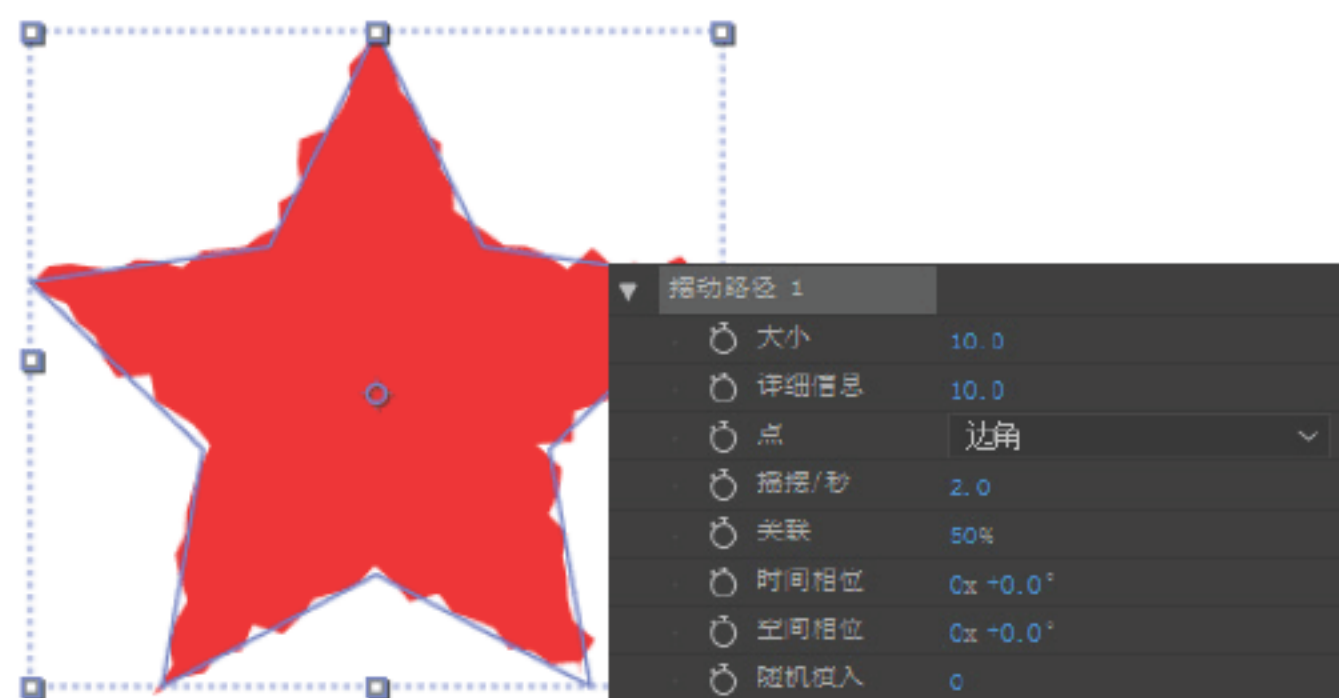 摆动路径 1
大小 10.0
详细信息 10.0
点 边角
摇摆/秒 2.0
关联 50%
时间相位 0x +0.0°
空间相位 0x +0.0°
随机植入 0